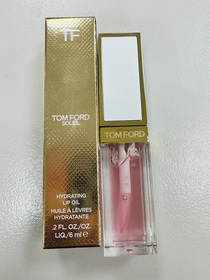 TF
TOM FORD
SOLEIL
HYDRATING
LIP OIL
HUILE À LÈVRES
HYDRATANTE
.2 FL. OZ./OZ.
LIQ./6 ml ℮
TOM FORD